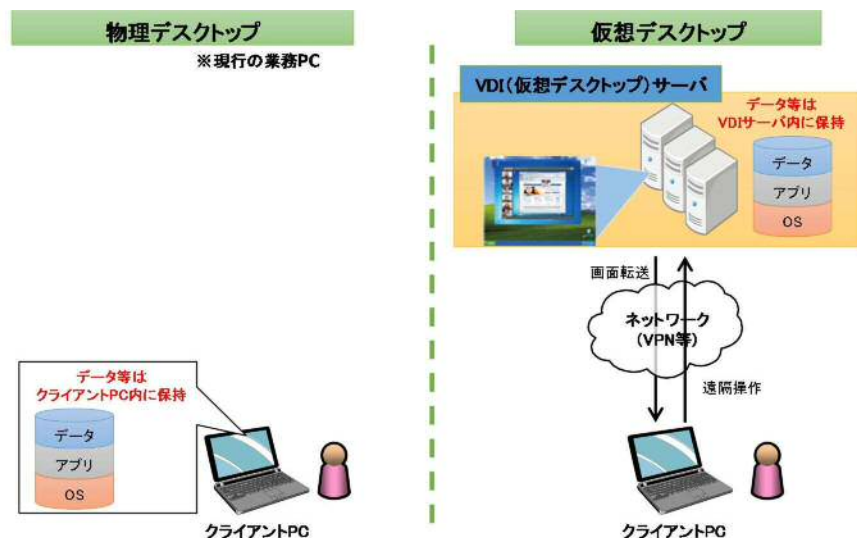 物理デスクトップ
※現行の業務PC
データ等は
クライアントPC内に保持
データ
アプリ
OS
クライアントPC
仮想デスクトップ
VDI(仮想デスクトップ)サーバ
データ等は
VDIサーバ内に保持
データ
アプリ
OS
画面転送
ネットワーク
(VPN等)
遠隔操作
クライアントPC